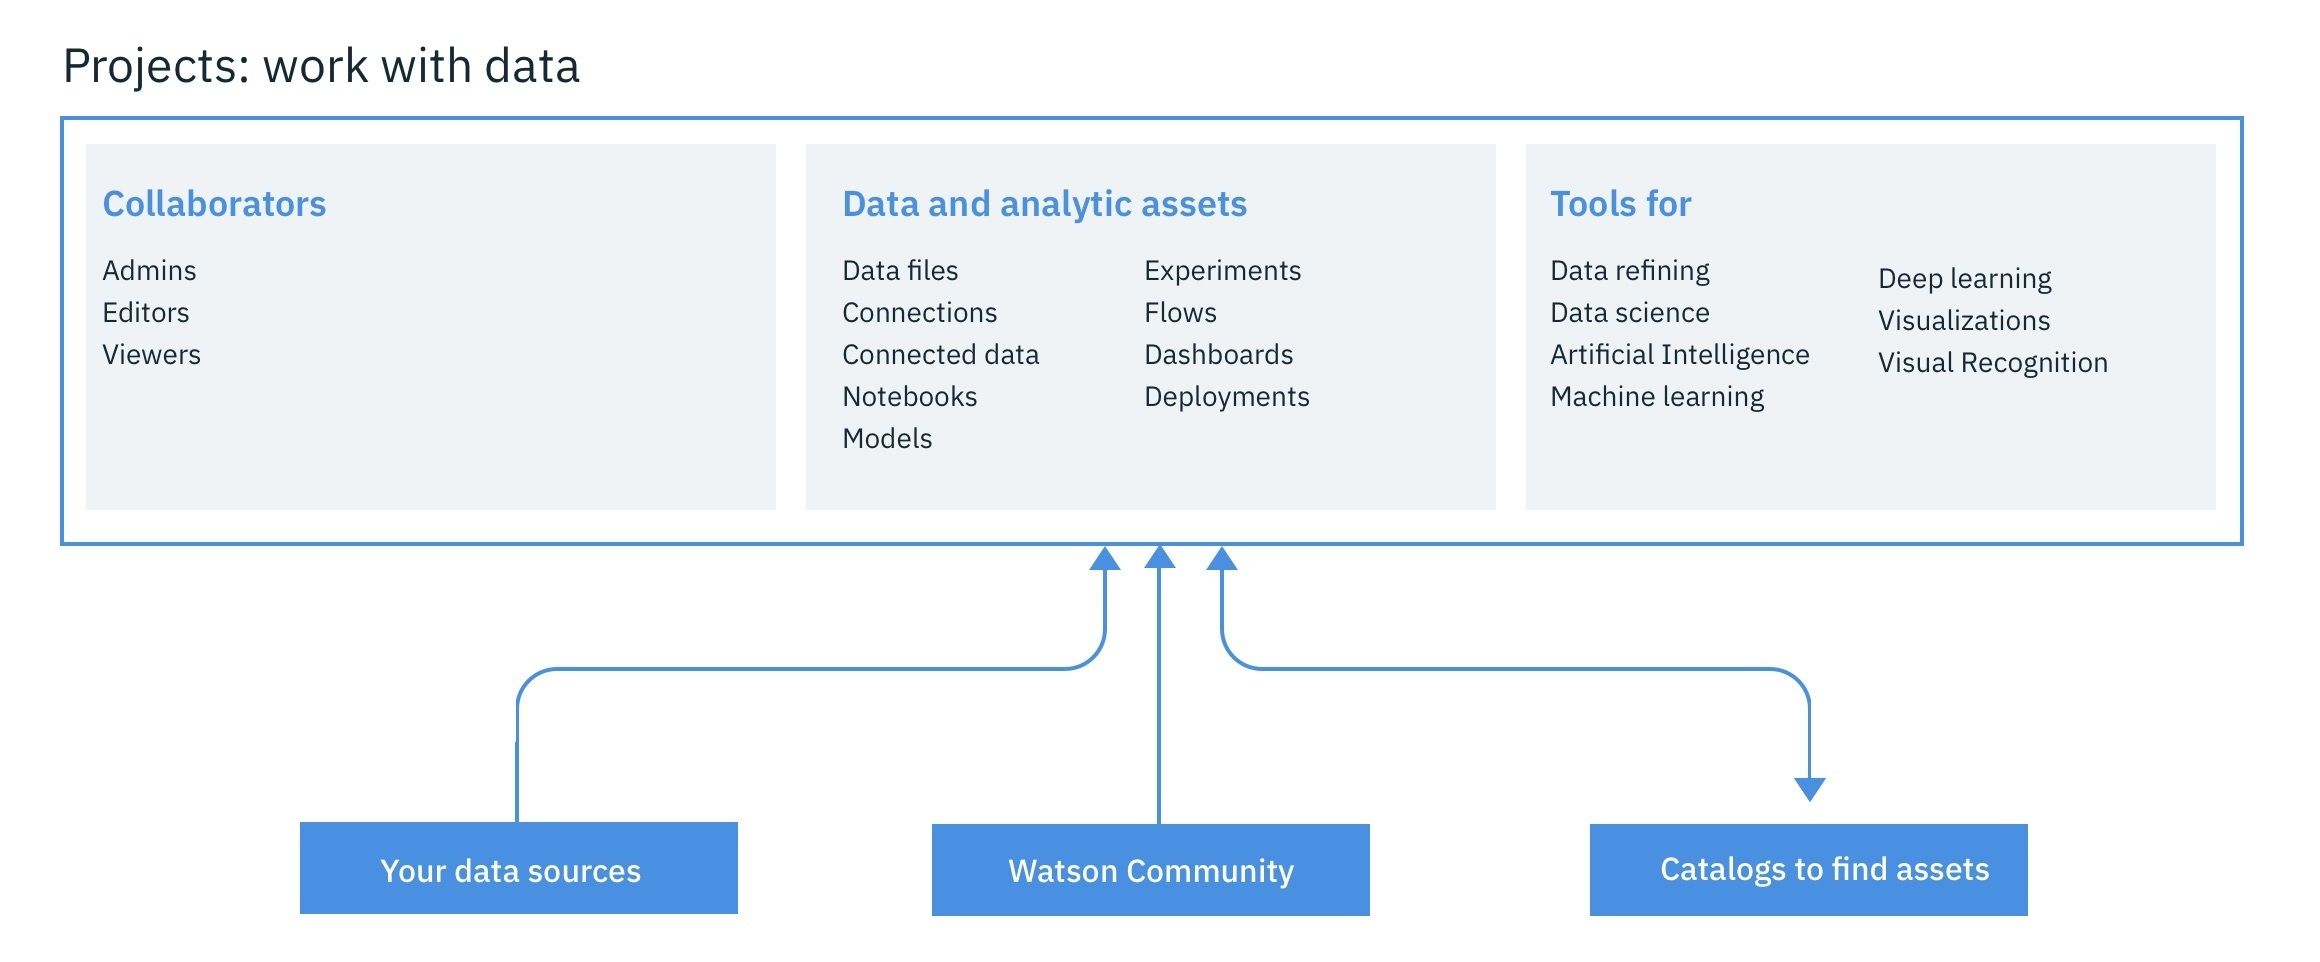 Projects: work with data
Collaborators
Admins
Editors
Viewers
Data and analytic assets
Data files
Connections
Connected data
Notebooks
Models
Experiments
Flows
Dashboards
Deployments
Tools for
Data refining
Data science
Artificial Intelligence
Machine learning
Deep learning
Visualizations
Visual Recognition
Your data sources
Watson Community
Catalogs to find assets